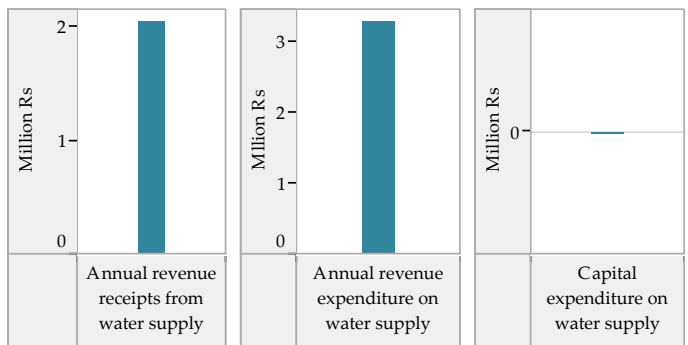 Million Rs
2
1
0
Annual revenue
receipts from
water supply
Mllion Rs
3
2
1
0
Annual revenue
expenditure on
water supply
Million Rs
0
Capital
expenditure on
water supply